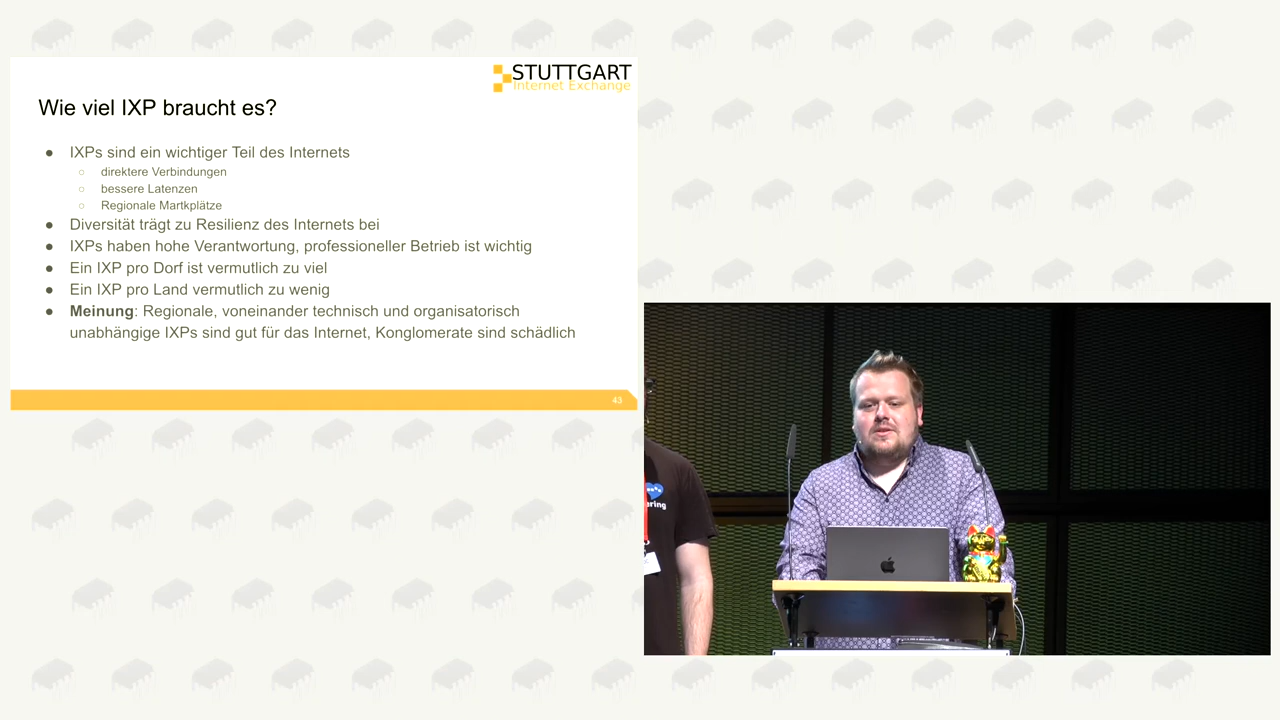 STUTTGART
Internet Exchange
Wie viel IXP braucht es?
● IXPs sind ein wichtiger Teil des Internets
○ direktere Verbindungen
○ bessere Latenzen
○ Regionale Martkplätze
● Diversität trägt zu Resilienz des Internets bei
● IXPs haben hohe Verantwortung, professioneller Betrieb ist wichtig
● Ein IXP pro Dorf ist vermutlich zu viel
● Ein IXP pro Land vermutlich zu wenig
● Meinung: Regionale, voneinander technisch und organisatorisch
unabhängige IXPs sind gut für das Internet, Konglomerate sind schädlich
43